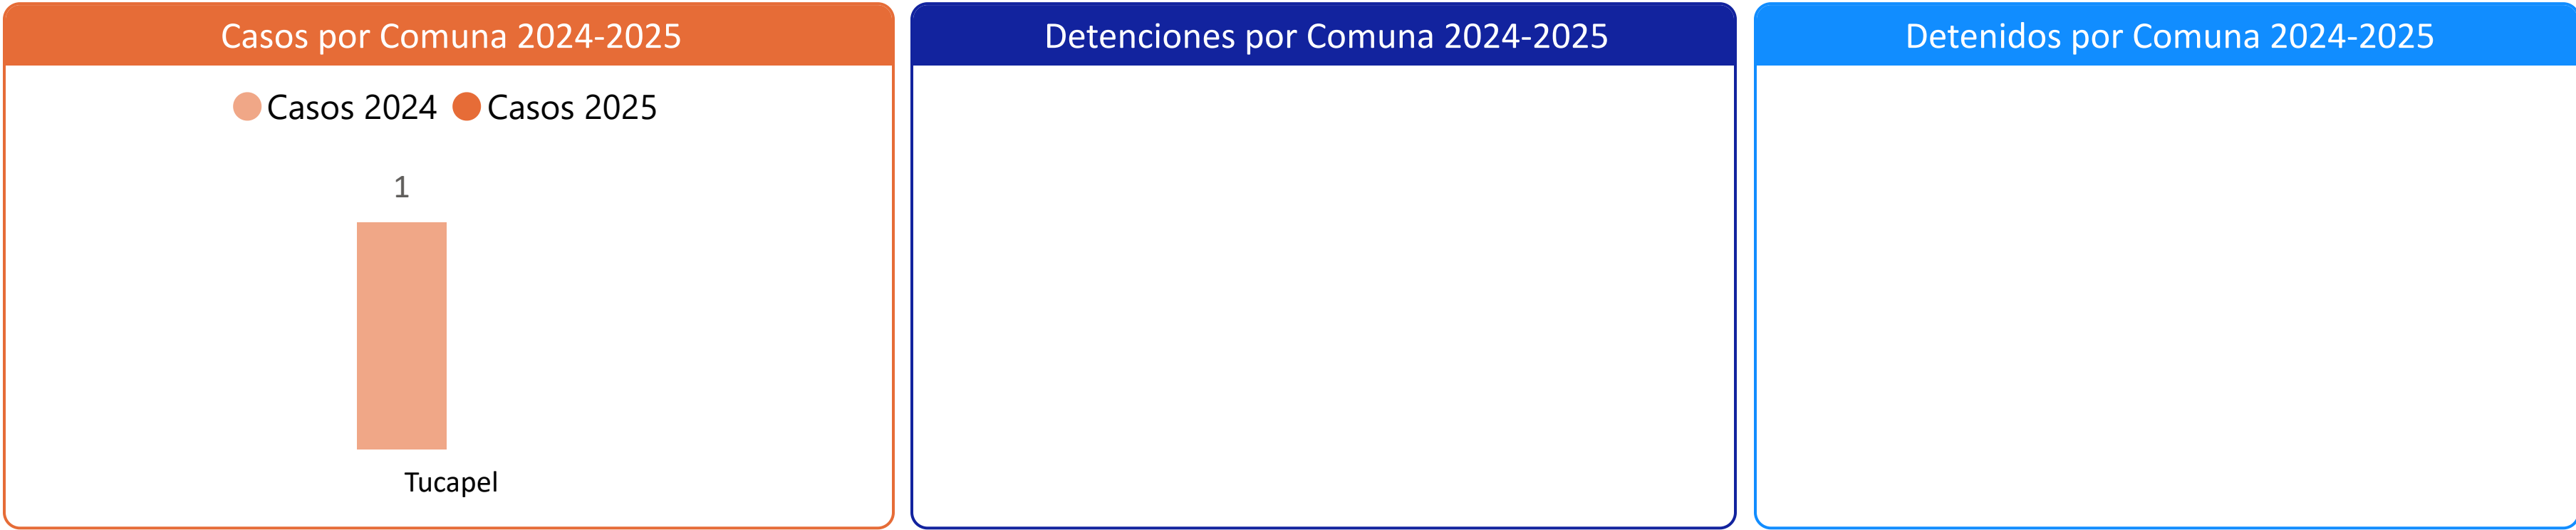 Casos por Comuna 2024-2025
Casos 2024 Casos 2025
1
Tucapel
Detenciones por Comuna 2024-2025
Detenidos por Comuna 2024-2025